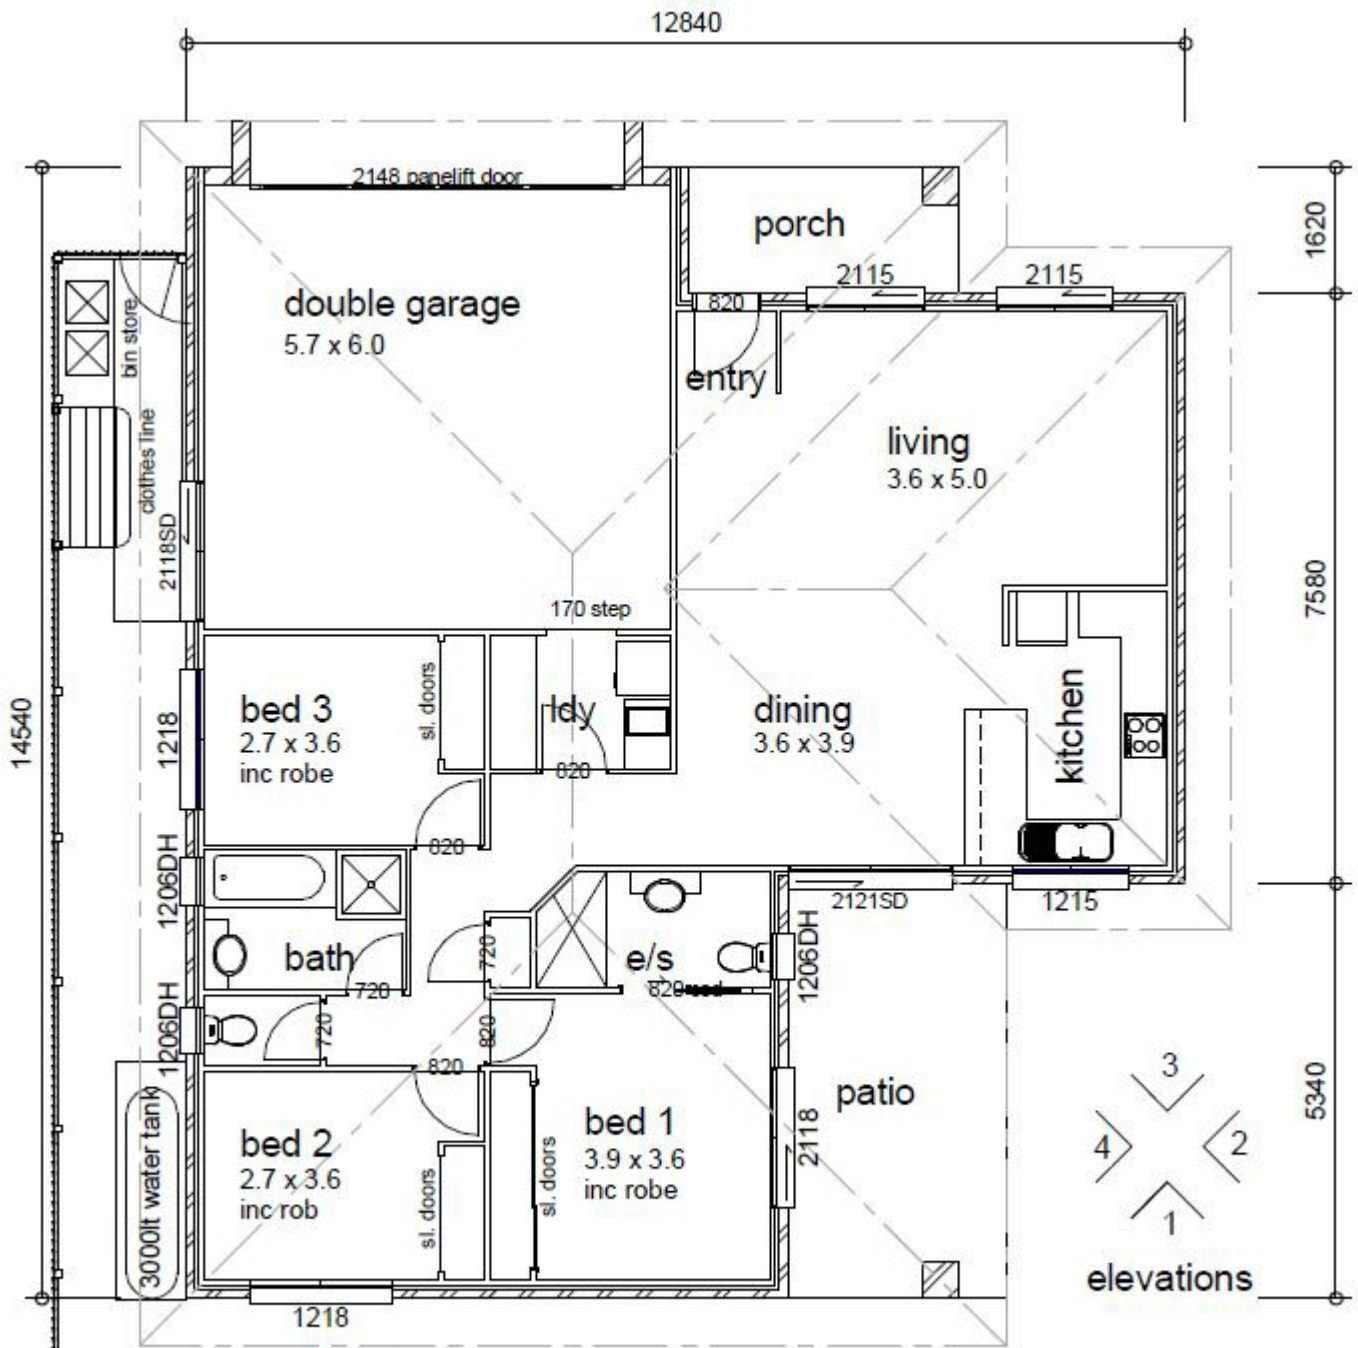 12840
2148 panelift door
porch
1620
2115
2115
820
bin store
double garage
5.7 x 6.0
entry
living
3.6 x 5.0
clothes line
2118SD
170 step
7580
14540
1218
bed 3
2.7 x 3.6
inc robe
sl. doors
ldy
820
dining
3.6 x 3.9
kitchen
820
1206DH
2121SD
1215
bath
720
720
e/s
820 csd
1206DH
1206DH
720
820
820
3000lt water tank
bed 2
2.7 x 3.6
inc rob
sl. doors
bed 1
3.9 x 3.6
inc robe
sl. doors
2118
patio
5340
3
4
2
1
elevations
1218